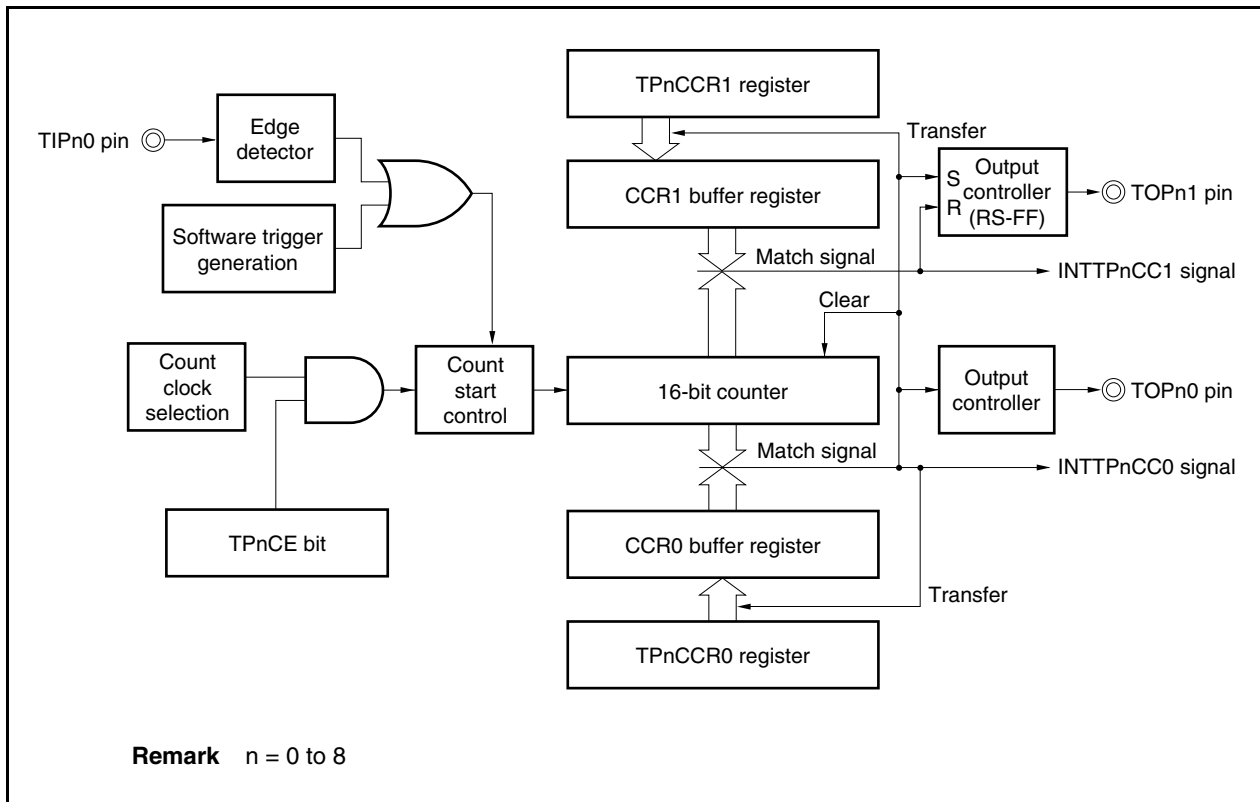 TPnCCR1 register
TIPn0 pin
Edge
detector
Transfer
CCR1 buffer register
S
R
Output
controller
(RS-FF)
TOPn1 pin
Software trigger
generation
Match signal
INTTPnCC1 signal
Clear
Count
clock
selection
Count
start
control
16-bit counter
Output
controller
TOPn0 pin
Match signal
INTTPnCC0 signal
TPnCE bit
CCR0 buffer register
Transfer
TPnCCR0 register
Remark n = 0 to 8